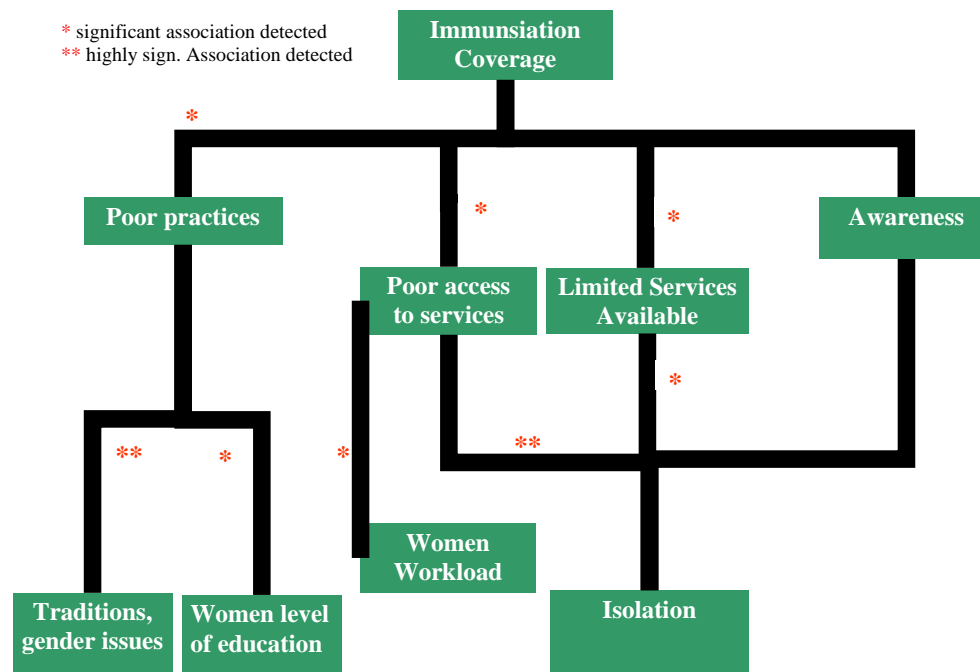 * significant association detected
** highly sign. Association detected
Immunsiation
Coverage
*
Poor practices
*
*
Awareness
Poor access
to services
Limited Services
Available
*
**
*
*
**
Women
Workload
Traditions,
gender issues
Women level
of education
Isolation